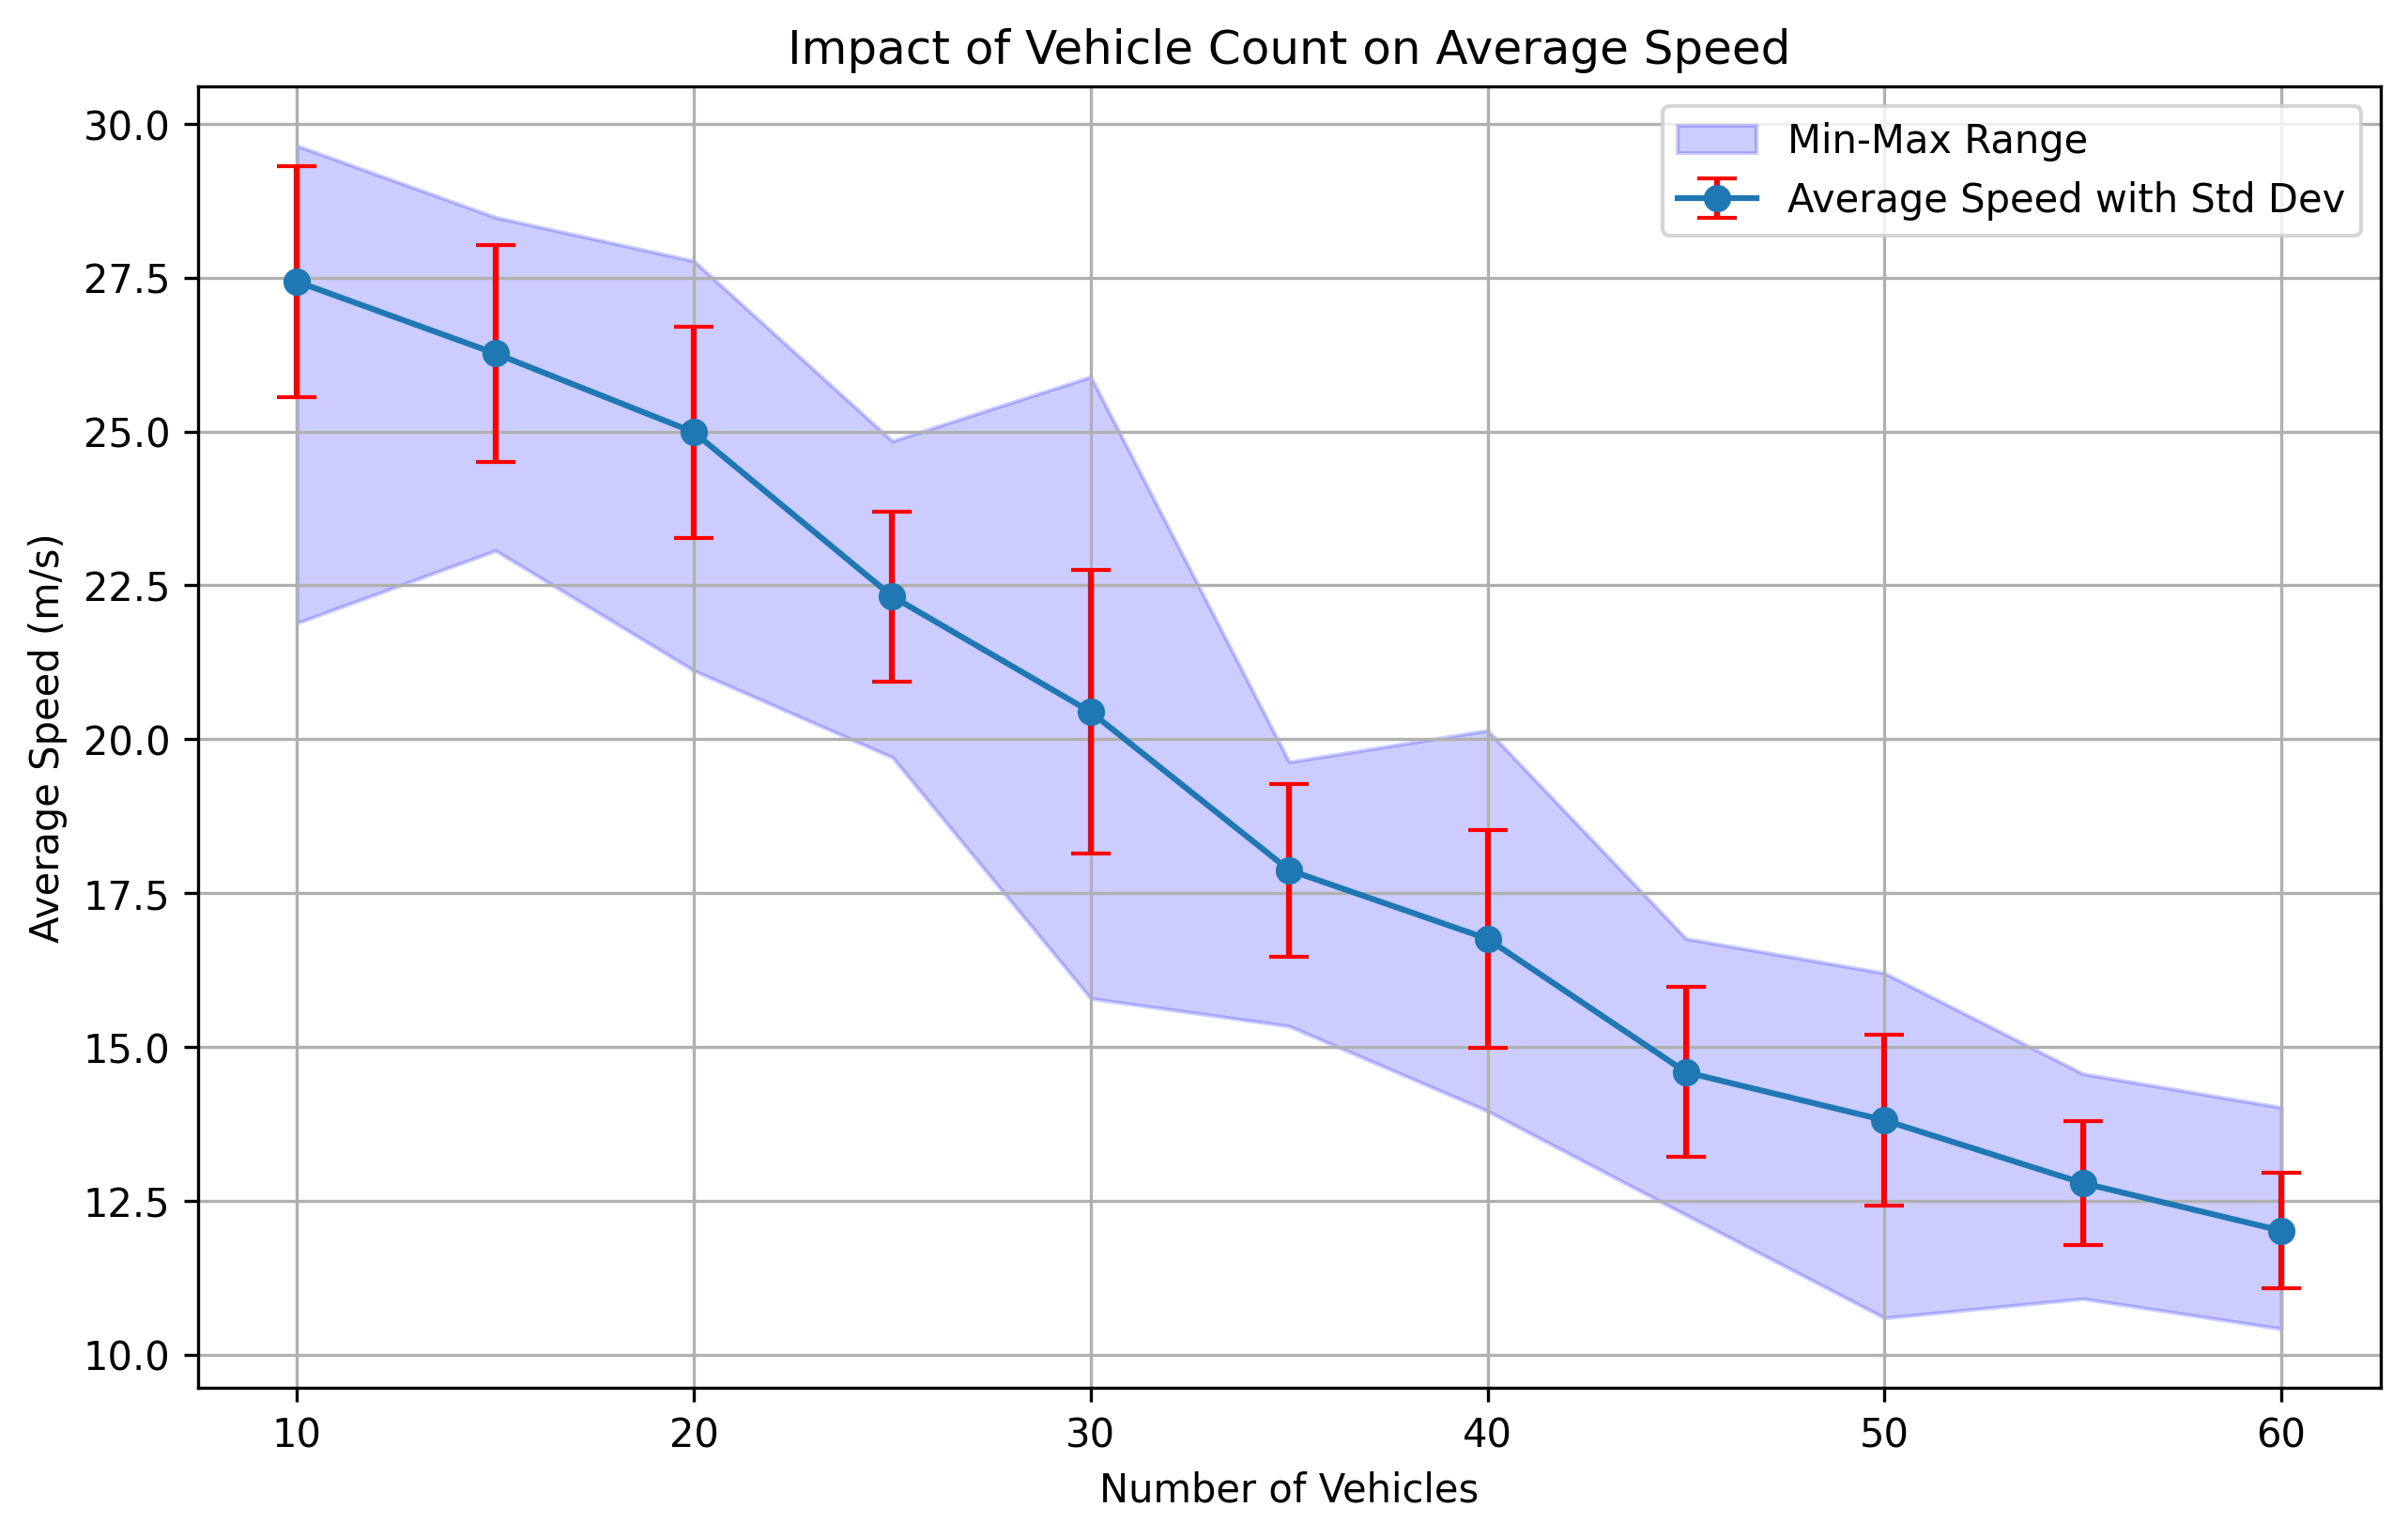 Impact of Vehicle Count on Average Speed
Min-Max Range
Average Speed with Std Dev
Average Speed (m/s)
30.0
27.5
25.0
22.5
20.0
17.5
15.0
12.5
10.0
10 20 30 40 50 60
Number of Vehicles